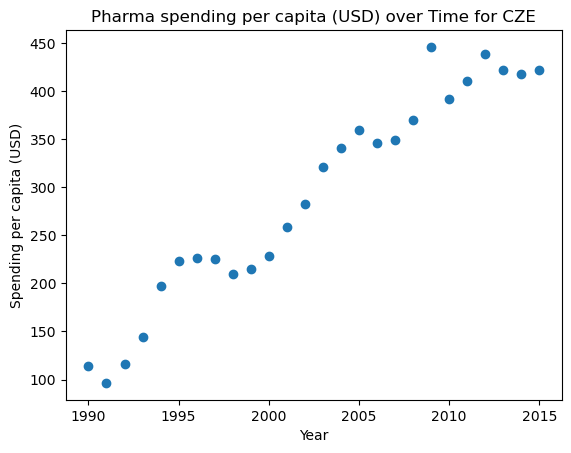 Pharma spending per capita (USD) over Time for CZE
450
400
350
300
250
200
150
100
Spending per capita (USD)
1990 1995 2000 2005 2010 2015
Year